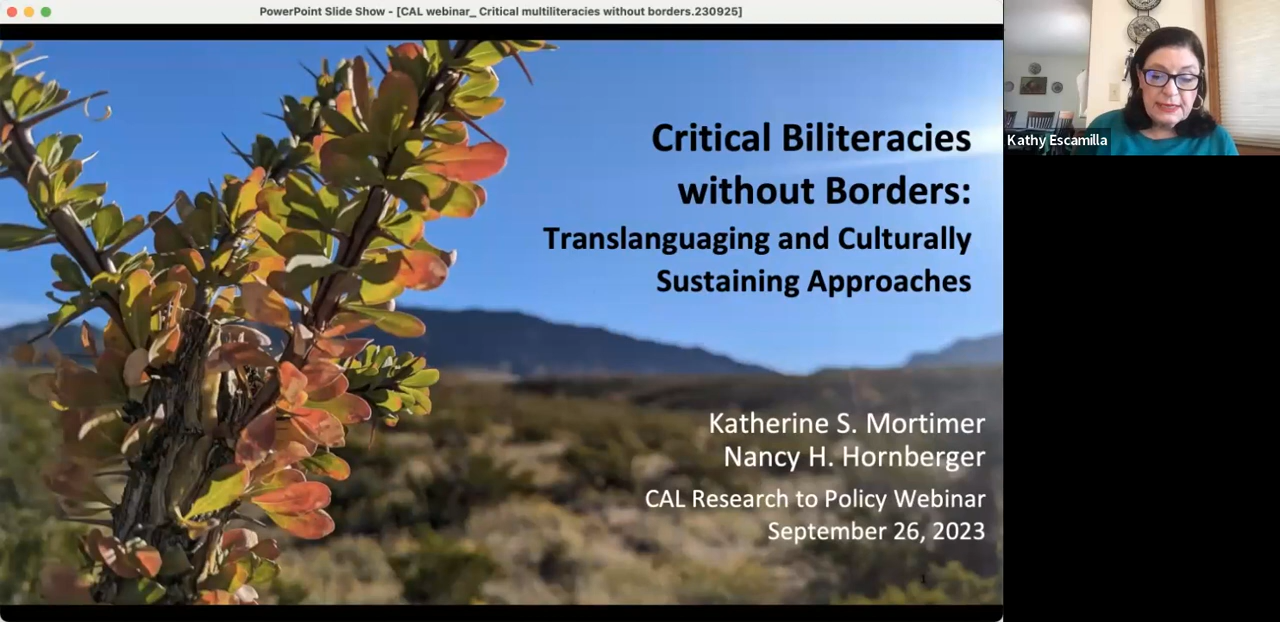 PowerPoint Slide Show - [CAL webinar_ Critical multiliteracies without borders.230925]
Critical Biliteracies
without Borders:
Translanguaging and Culturally
Sustaining Approaches
Katherine S. Mortimer
Nancy H. Hornberger
CAL Research to Policy Webinar
September 26, 2023
1
Kathy Escamilla